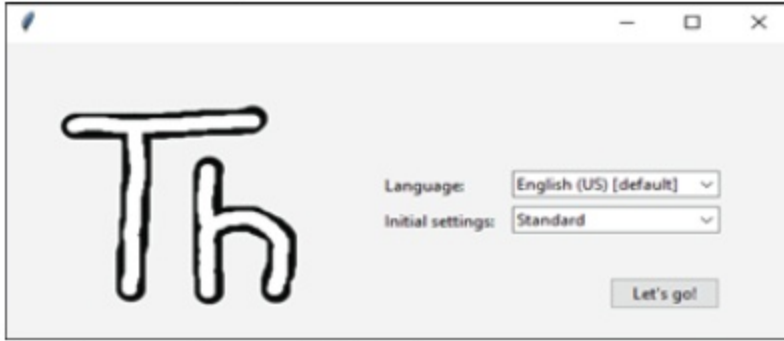 Th
Language: English (US) [default]
Initial settings: Standard
Let's go!